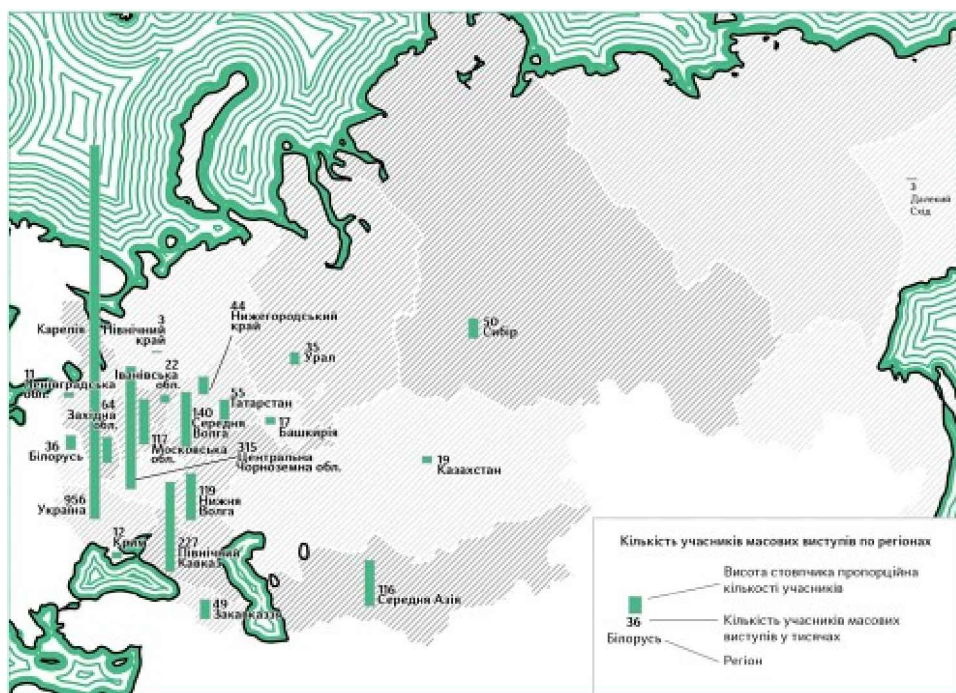 3
Далекий
Схід
44
Нижегородський
край
50
Сибір
Карелія
3
Північний
край
35
Урал
11
Ленінградська
обл.
22
Іванівська
обл.
64
Західна
обл.
55
Татарстан
140
Середня
Волга
17
Башкирія
36
Білорусь
117
Московська
обл.
315
Центральна
Чорноземна обл.
19
Казахстан
956
Україна
119
Нижня
Волга
12
Крим
227
Північний
Кавказ
116
Середня Азія
49
Закавказзя
Кількість учасників масових виступів по регіонах
Висота стовпчика пропорційна
кількості учасників
36
Білорусь
Кількість учасників масових
виступів у тисячах
Регіон